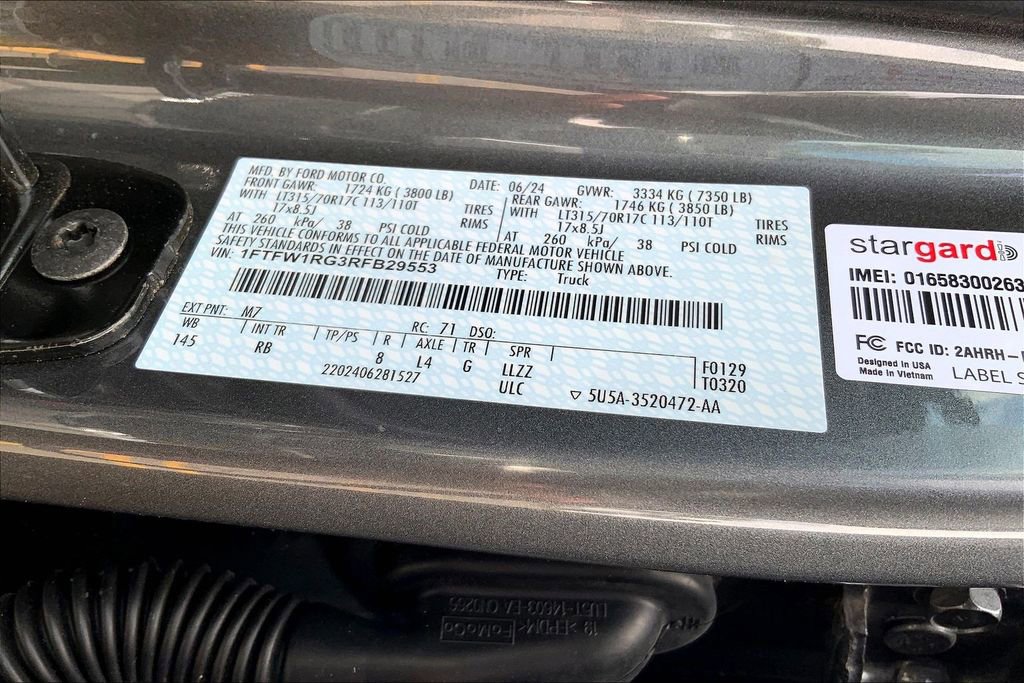 MFD. BY FORD MOTOR CO.
DATE: 06/24 GVWR: 3334 KG ( 7350 LB)
FRONT GAWR: 1724 KG ( 3800 LB) REAR GAWR: 1746 KG ( 3850 LB)
WITH LT315/70R17C 113/110T TIRES WITH LT315/70R17C 113/110T TIRES
17x8.5J RIMS 17x8.5J RIMS
AT 260 kPa/ 38 PSI COLD AT 260 kPa/ 38 PSI COLD
THIS VEHICLE CONFORMS TO ALL APPLICABLE FEDERAL MOTOR VEHICLE
SAFETY STANDARDS IN EFFECT ON THE DATE OF MANUFACTURE SHOWN ABOVE.
VIN: 1FTFW1RG3RFB29553 TYPE: Truck
EXT PNT: M7 RC: 71 DSO:
WB INT TR TP/PS R AXLE TR SPR
145 RB 8 L4 G LLZZ F0129
2202406281527 ULC T0320
▽ 5U5A-3520472-AA
stargard
IMEI: 01658300263
FC FCC ID: 2AHRH-
Designed in USA
Made in Vietnam
LABEL S
FoMoCo